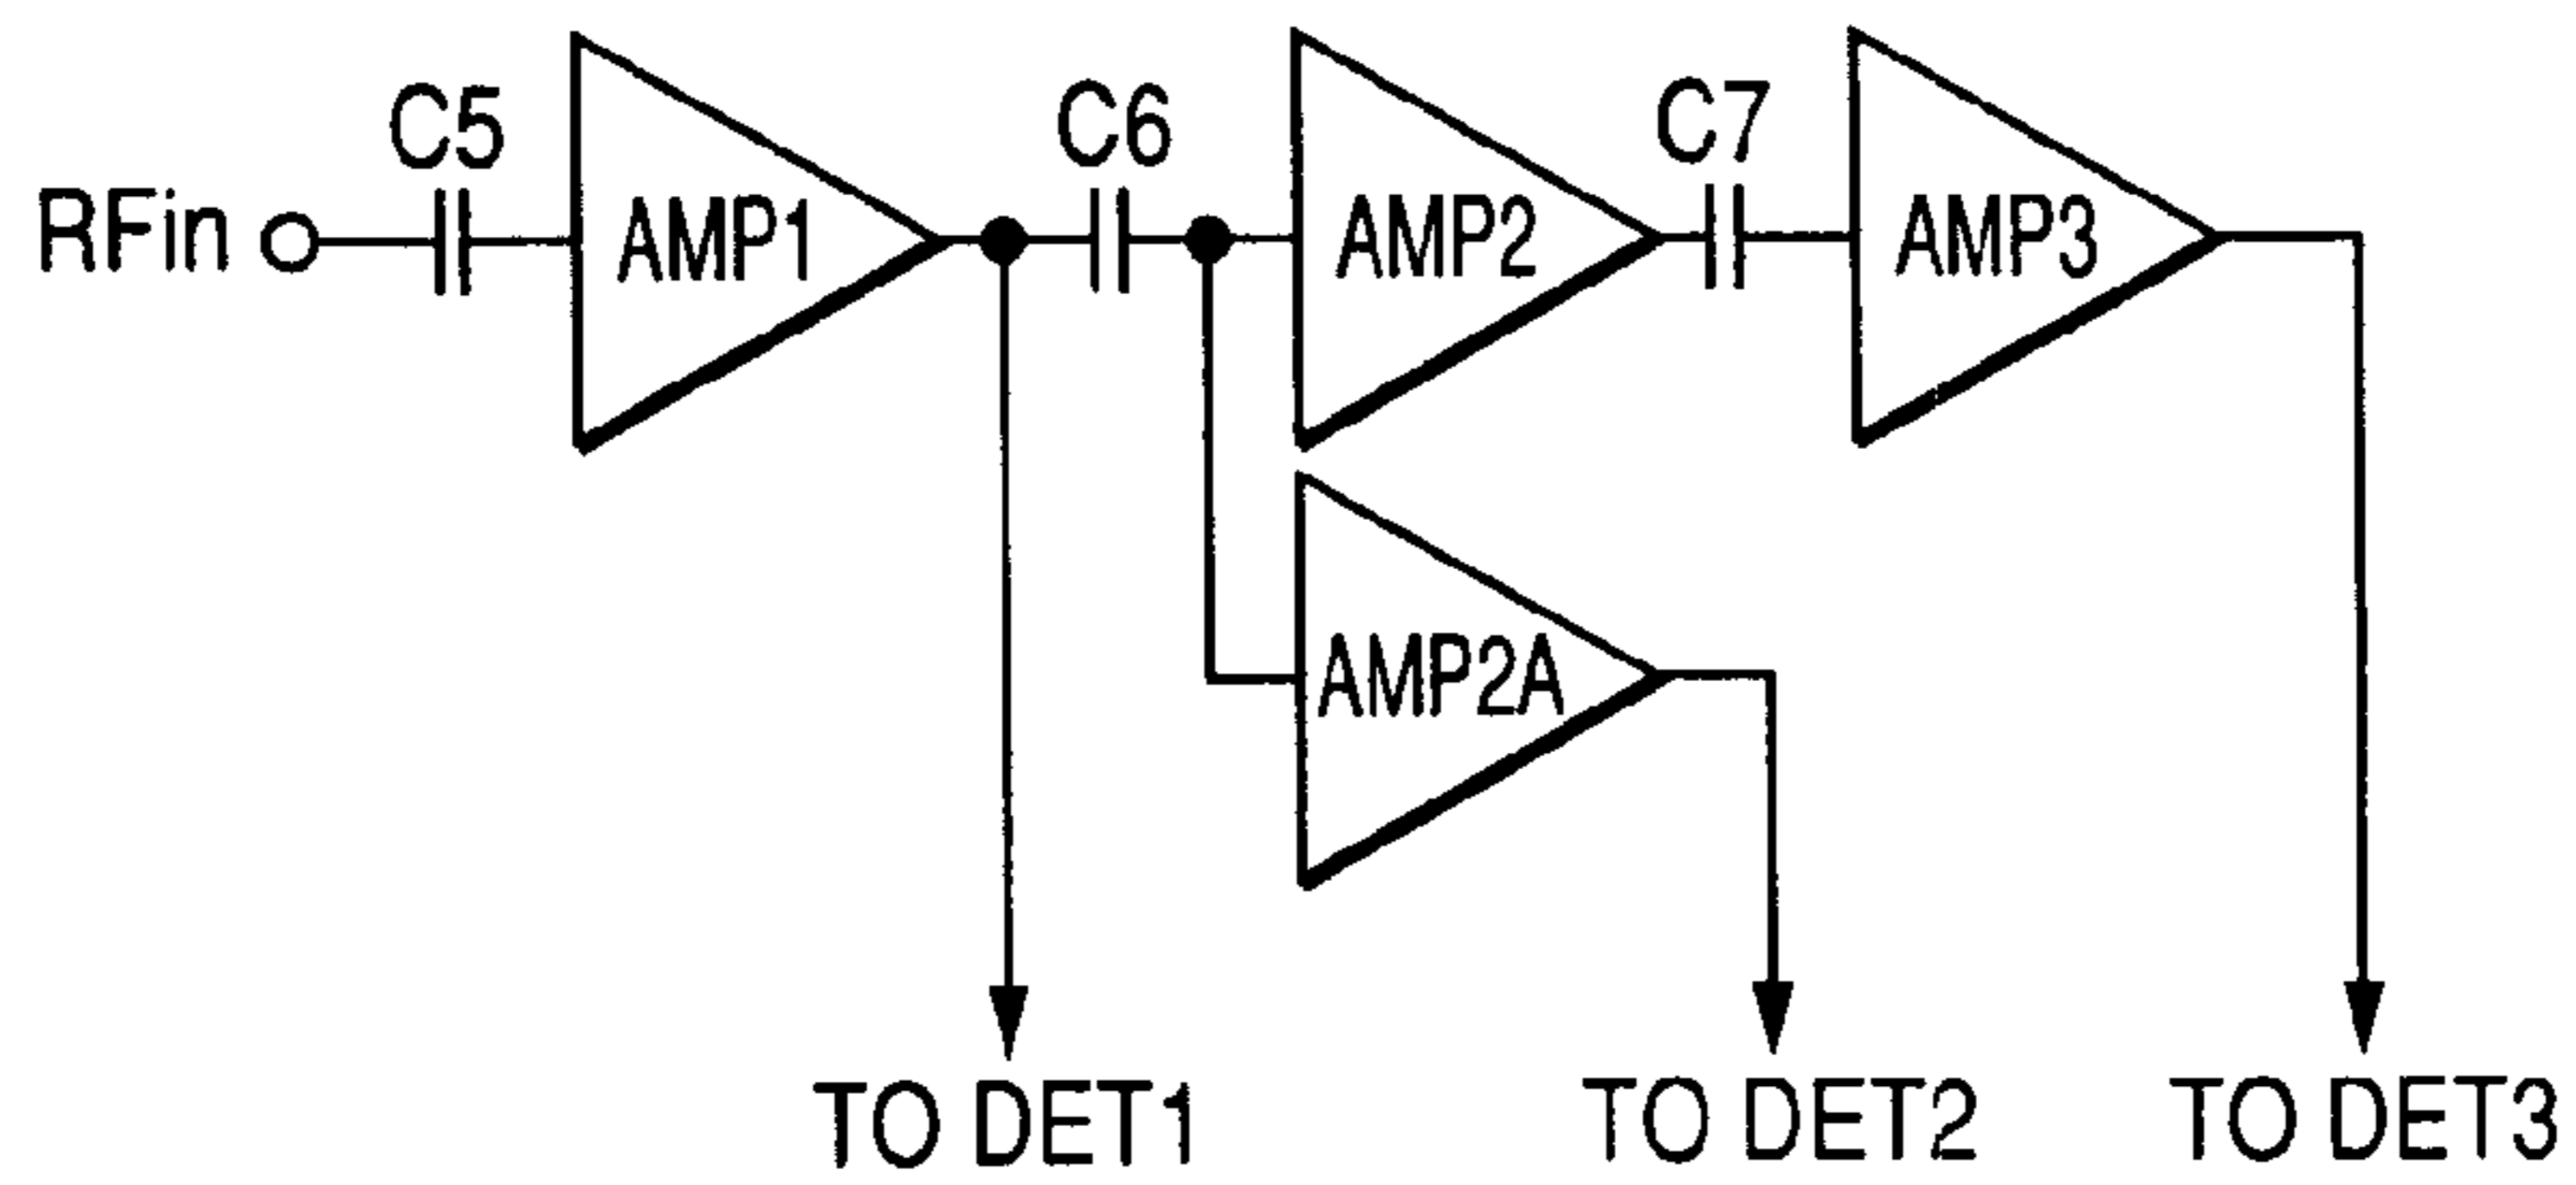 C5
C6
C7
RFin
AMP1
AMP2
AMP3
AMP2A
TO DET1
TO DET2
TO DET3